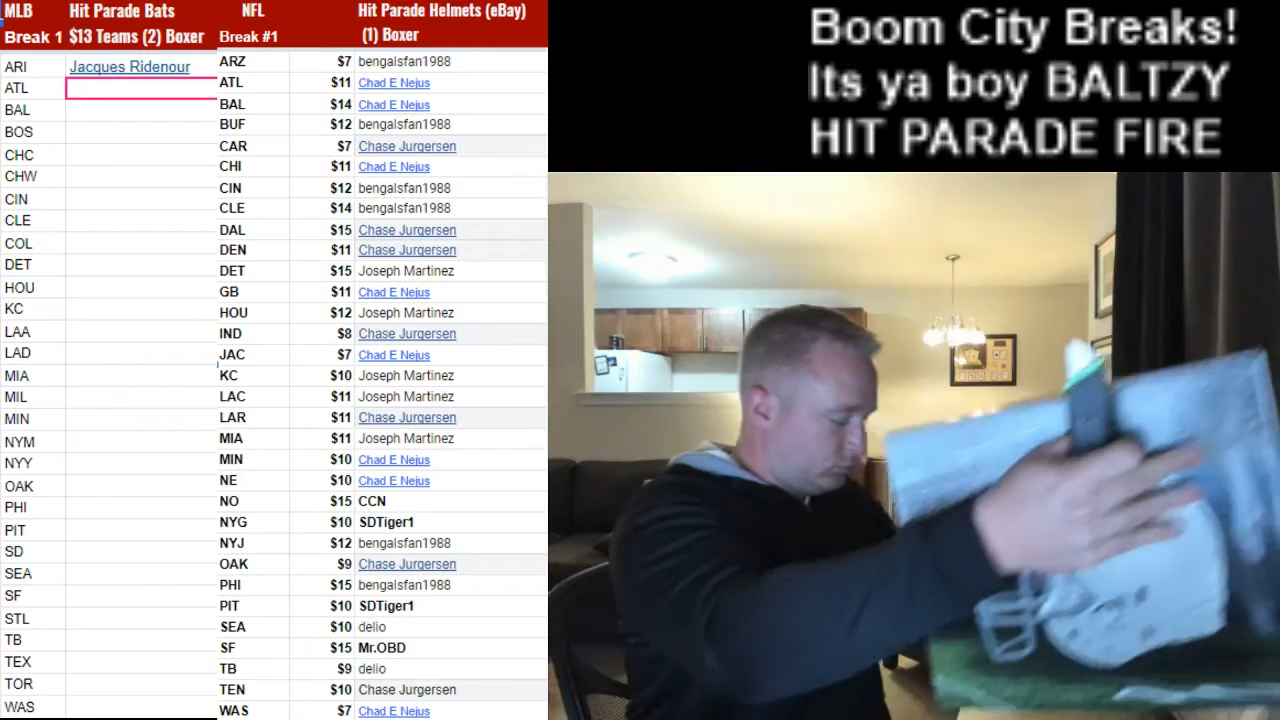 MLB Hit Parade Bats
Break 1 $13 Teams (2) Boxer
ARI Jacques Ridenour
ATL
BAL
BOS
CHC
CHW
CIN
CLE
COL
DET
HOU
KC
LAA
LAD
MIA
MIL
MIN
NYM
NYY
OAK
PHI
PIT
SD
SEA
SF
STL
TB
TEX
TOR
WAS
NFL Hit Parade Helmets (eBay)
Break #1 (1) Boxer
ARZ $7 bengalsfan1988
ATL $11 Chad E Nejus
BAL $14 Chad E Nejus
BUF $12 bengalsfan1988
CAR $7 Chase Jurgersen
CHI $11 Chad E Nejus
CIN $12 bengalsfan1988
CLE $14 bengalsfan1988
DAL $15 Chase Jurgersen
DEN $11 Chase Jurgersen
DET $15 Joseph Martinez
GB $11 Chad E Nejus
HOU $12 Joseph Martinez
IND $8 Chase Jurgersen
JAC $7 Chad E Nejus
KC $10 Joseph Martinez
LAC $11 Joseph Martinez
LAR $11 Chase Jurgersen
MIA $11 Joseph Martinez
MIN $10 Chad E Nejus
NE $10 Chad E Nejus
NO $15 CCN
NYG $10 SDTiger1
NYJ $12 bengalsfan1988
OAK $9 Chase Jurgersen
PHI $15 bengalsfan1988
PIT $10 SDTiger1
SEA $10 delio
SF $15 Mr.OBD
TB $9 delio
TEN $10 Chase Jurgersen
WAS $7 Chad E Nejus
Boom City Breaks!
Its ya boy BALTZY
HIT PARADE FIRE